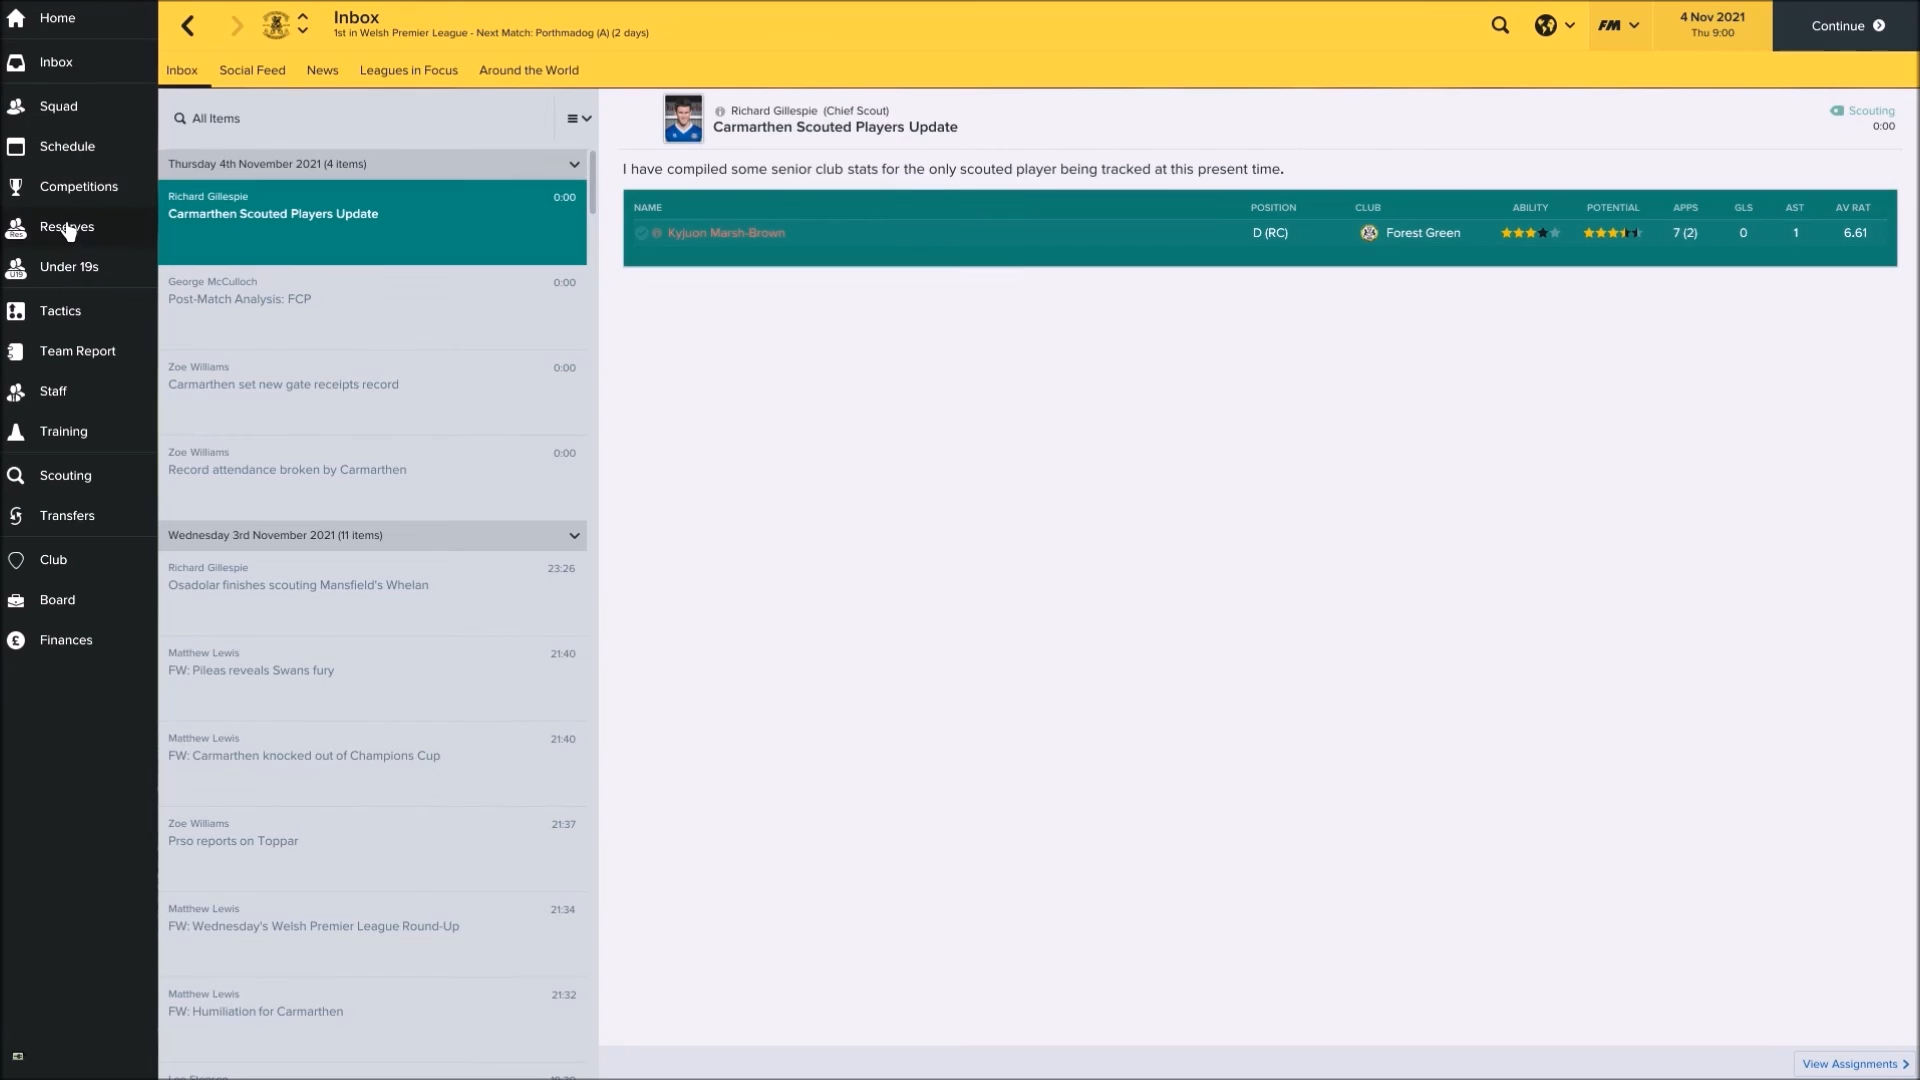 Home
Inbox
Squad
Schedule
Competitions
Reserves
Under 19s
Tactics
Team Report
Staff
Training
Scouting
Transfers
Club
Board
Finances
Inbox
1st in Welsh Premier League - Next Match: Porthmadog (A) (2 days)
FM
4 Nov 2021
Thu 9:00
Continue
Inbox Social Feed News Leagues in Focus Around the World
All Items
Thursday 4th November 2021 (4 items)
Richard Gillespie 0:00
Carmarthen Scouted Players Update
George McCulloch 0:00
Post-Match Analysis: FCP
Zoe Williams 0:00
Carmarthen set new gate receipts record
Zoe Williams 0:00
Record attendance broken by Carmarthen
Wednesday 3rd November 2021 (11 items)
Richard Gillespie 23:26
Osadolar finishes scouting Mansfield's Whelan
Matthew Lewis 21:40
FW: Pileas reveals Swans fury
Matthew Lewis 21:40
FW: Carmarthen knocked out of Champions Cup
Zoe Williams 21:37
Prso reports on Toppar
Matthew Lewis 21:34
FW: Wednesday's Welsh Premier League Round-Up
Matthew Lewis 21:32
FW: Humiliation for Carmarthen
Richard Gillespie (Chief Scout)
Carmarthen Scouted Players Update
Scouting
0:00
I have compiled some senior club stats for the only scouted player being tracked at this present time.
NAME POSITION CLUB ABILITY POTENTIAL APPS GLS AST AV RAT
Kyjuon Marsh-Brown D (RC) Forest Green 7 (2) 0 1 6.61
View Assignments